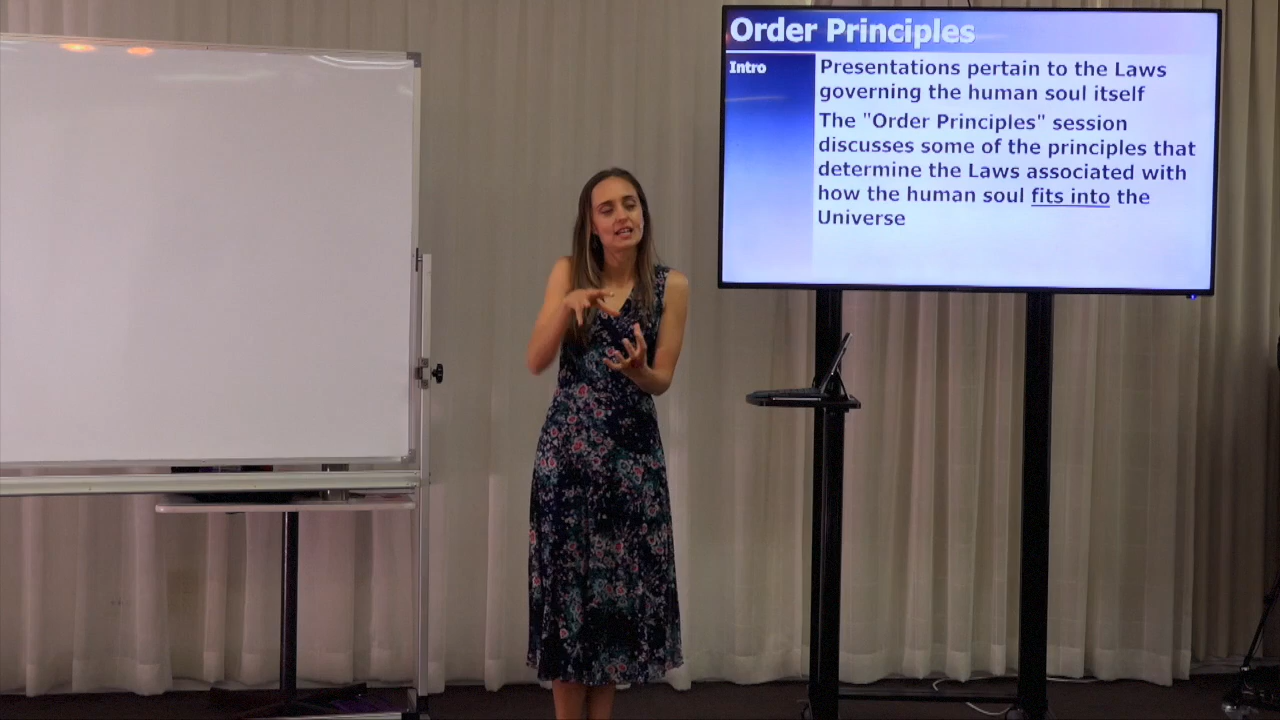 Order Principles
Intro
Presentations pertain to the Laws
governing the human soul itself
The "Order Principles" session
discusses some of the principles that
determine the Laws associated with
how the human soul fits into the
Universe